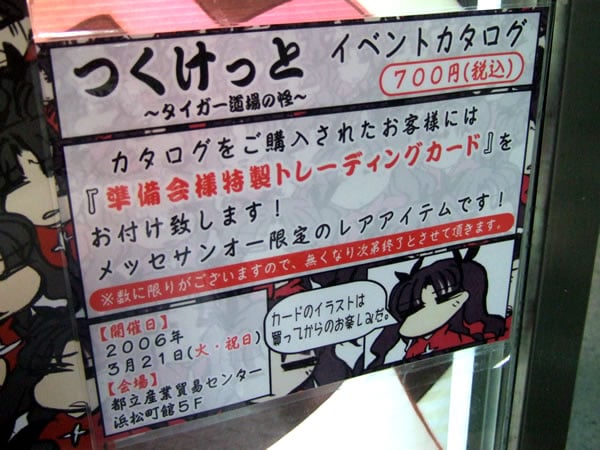 つくけっと
～タイガー道場の怪～
イベントカタログ
700円(税込)
カタログをご購入されたお客様には
『準備会様特製トレーディングカード』を
お付け致します！
メッセサンオー限定のレアアイテムです！
※数に限りがございますので、無くなり次第終了とさせて頂きます。
【開催日】
2006年
3月21日(火・祝日)
【会場】
都立産業貿易センター
浜松町館5F
カードのイラストは
買ってからのお楽しみだ。